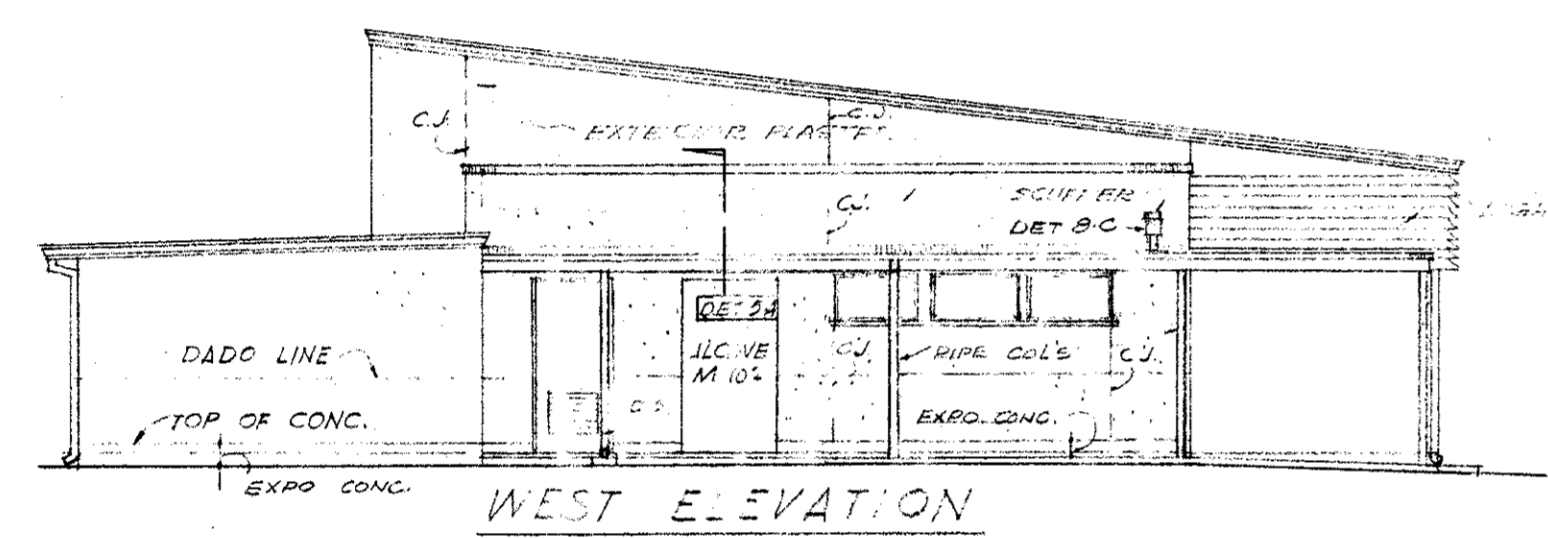 C.J.
C.J.
EXTERIOR PLASTER
C.J.
SCUPPER
DET 8-C
DET 5A
DADO LINE
ALCOVE
C.J.
PIPE COL'S
C.J.
TOP OF CONC.
EXPO CONC.
EXPO CONC.
WEST ELEVATION